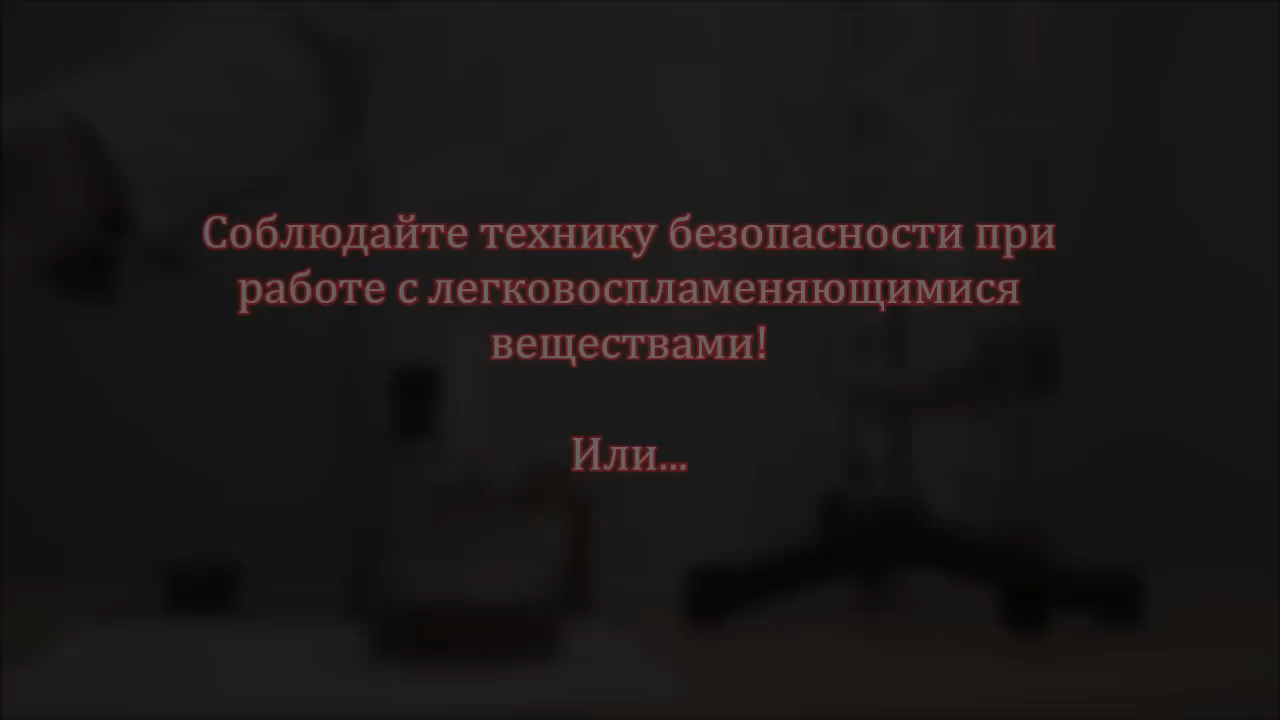 Соблюдайте технику безопасности при
работе с легковоспламеняющимися
веществами!
Или...